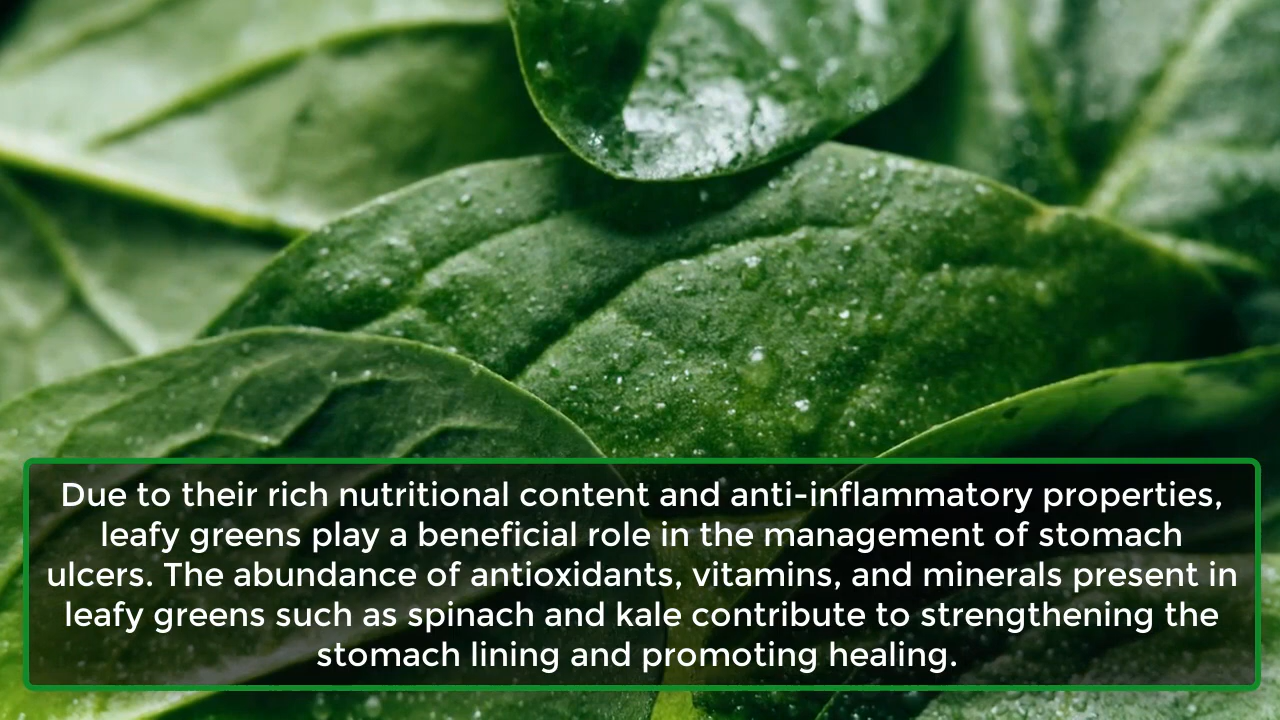 Due to their rich nutritional content and anti-inflammatory properties,
leafy greens play a beneficial role in the management of stomach
ulcers. The abundance of antioxidants, vitamins, and minerals present in
leafy greens such as spinach and kale contribute to strengthening the
stomach lining and promoting healing.